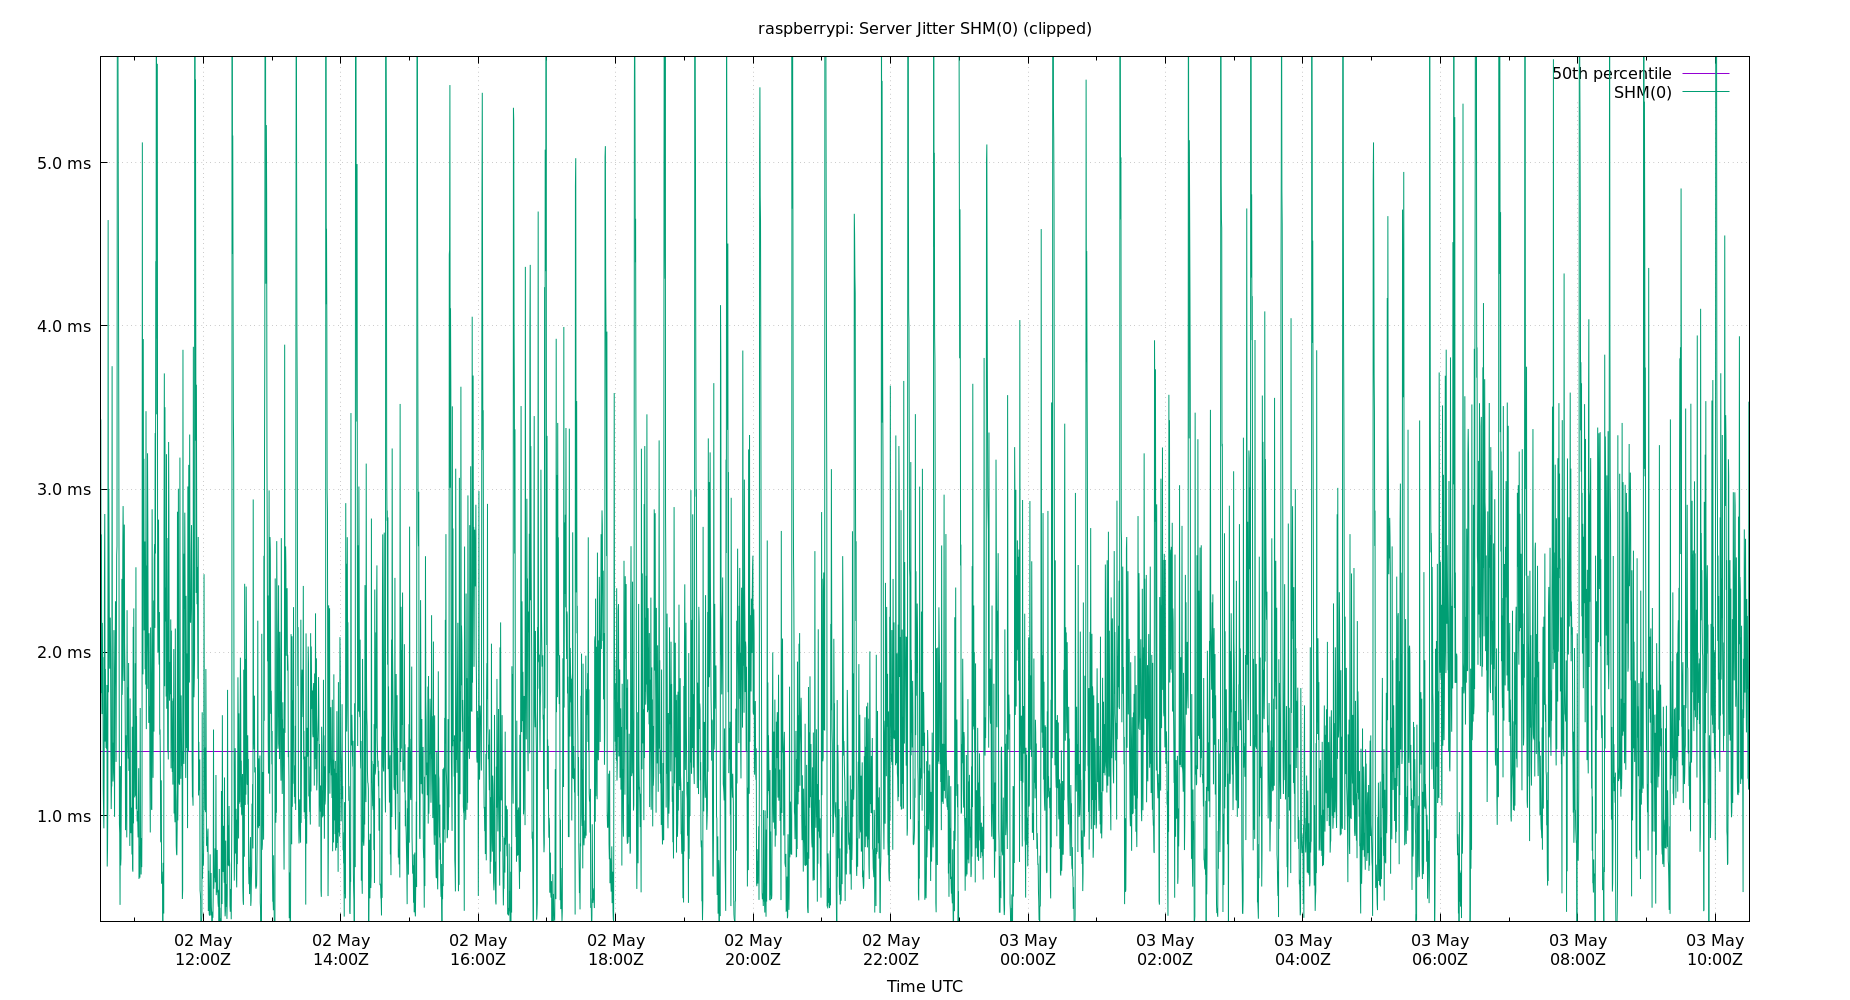 raspberrypi: Server Jitter SHM(0) (clipped)
50th percentile
SHM(0)
5.0 ms
4.0 ms
3.0 ms
2.0 ms
1.0 ms
02 May 02 May 02 May 02 May 02 May 02 May 03 May 03 May 03 May 03 May 03 May 03 May
12:00Z 14:00Z 16:00Z 18:00Z 20:00Z 22:00Z 00:00Z 02:00Z 04:00Z 06:00Z 08:00Z 10:00Z
Time UTC